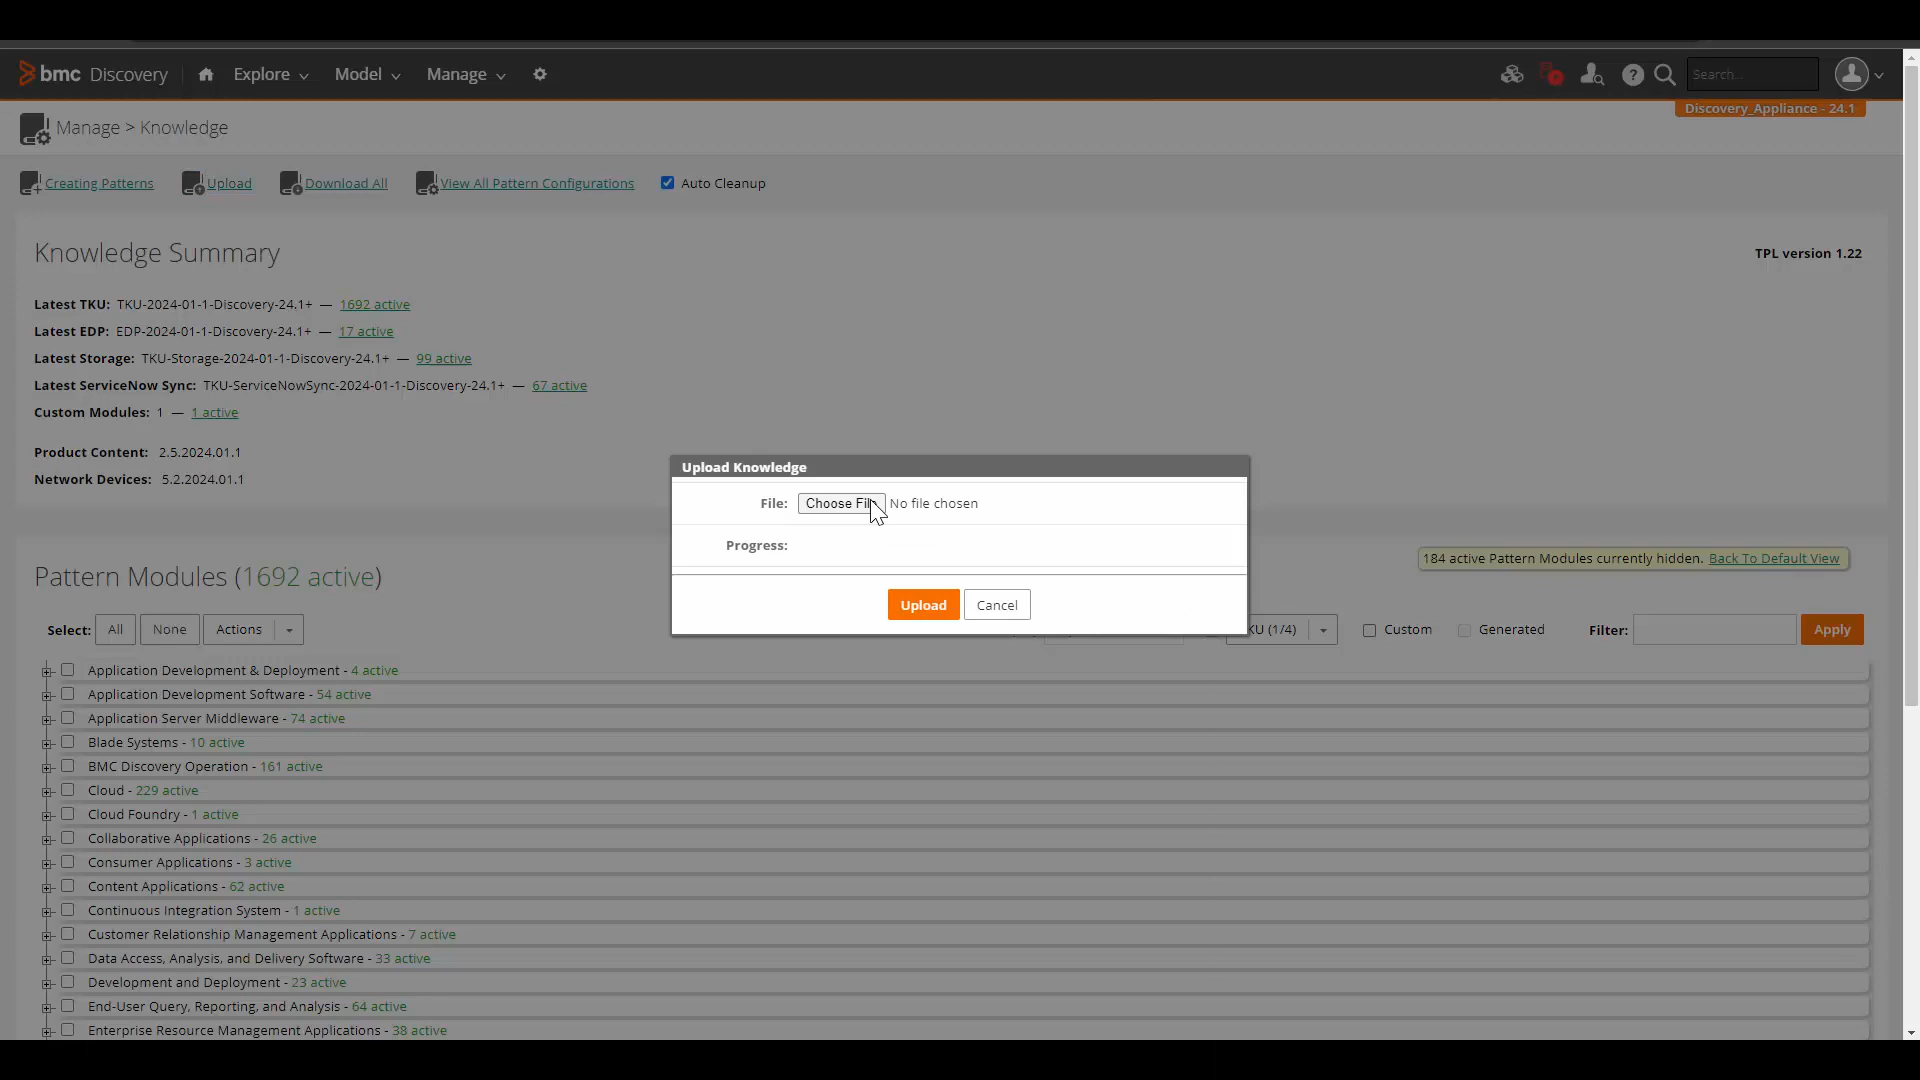 bmc Discovery Explore Model Manage Search...
Discovery_Appliance - 24.1
Manage > Knowledge
Creating Patterns Upload Download All View All Pattern Configurations Auto Cleanup
Knowledge Summary
TPL version 1.22
Latest TKU: TKU-2024-01-1-Discovery-24.1+ — 1692 active
Latest EDP: EDP-2024-01-1-Discovery-24.1+ — 17 active
Latest Storage: TKU-Storage-2024-01-1-Discovery-24.1+ — 99 active
Latest ServiceNow Sync: TKU-ServiceNowSync-2024-01-1-Discovery-24.1+ — 67 active
Custom Modules: 1 — 1 active
Product Content: 2.5.2024.01.1
Network Devices: 5.2.2024.01.1
Upload Knowledge
File: Choose File No file chosen
Progress:
Upload Cancel
184 active Pattern Modules currently hidden. Back To Default View
Pattern Modules (1692 active)
Select: All None Actions (1/4) Custom Generated Filter: Apply
Application Development & Deployment - 4 active
Application Development Software - 54 active
Application Server Middleware - 74 active
Blade Systems - 10 active
BMC Discovery Operation - 161 active
Cloud - 229 active
Cloud Foundry - 1 active
Collaborative Applications - 26 active
Consumer Applications - 3 active
Content Applications - 62 active
Continuous Integration System - 1 active
Customer Relationship Management Applications - 7 active
Data Access, Analysis, and Delivery Software - 33 active
Development and Deployment - 23 active
End-User Query, Reporting, and Analysis - 64 active
Enterprise Resource Management Applications - 38 active